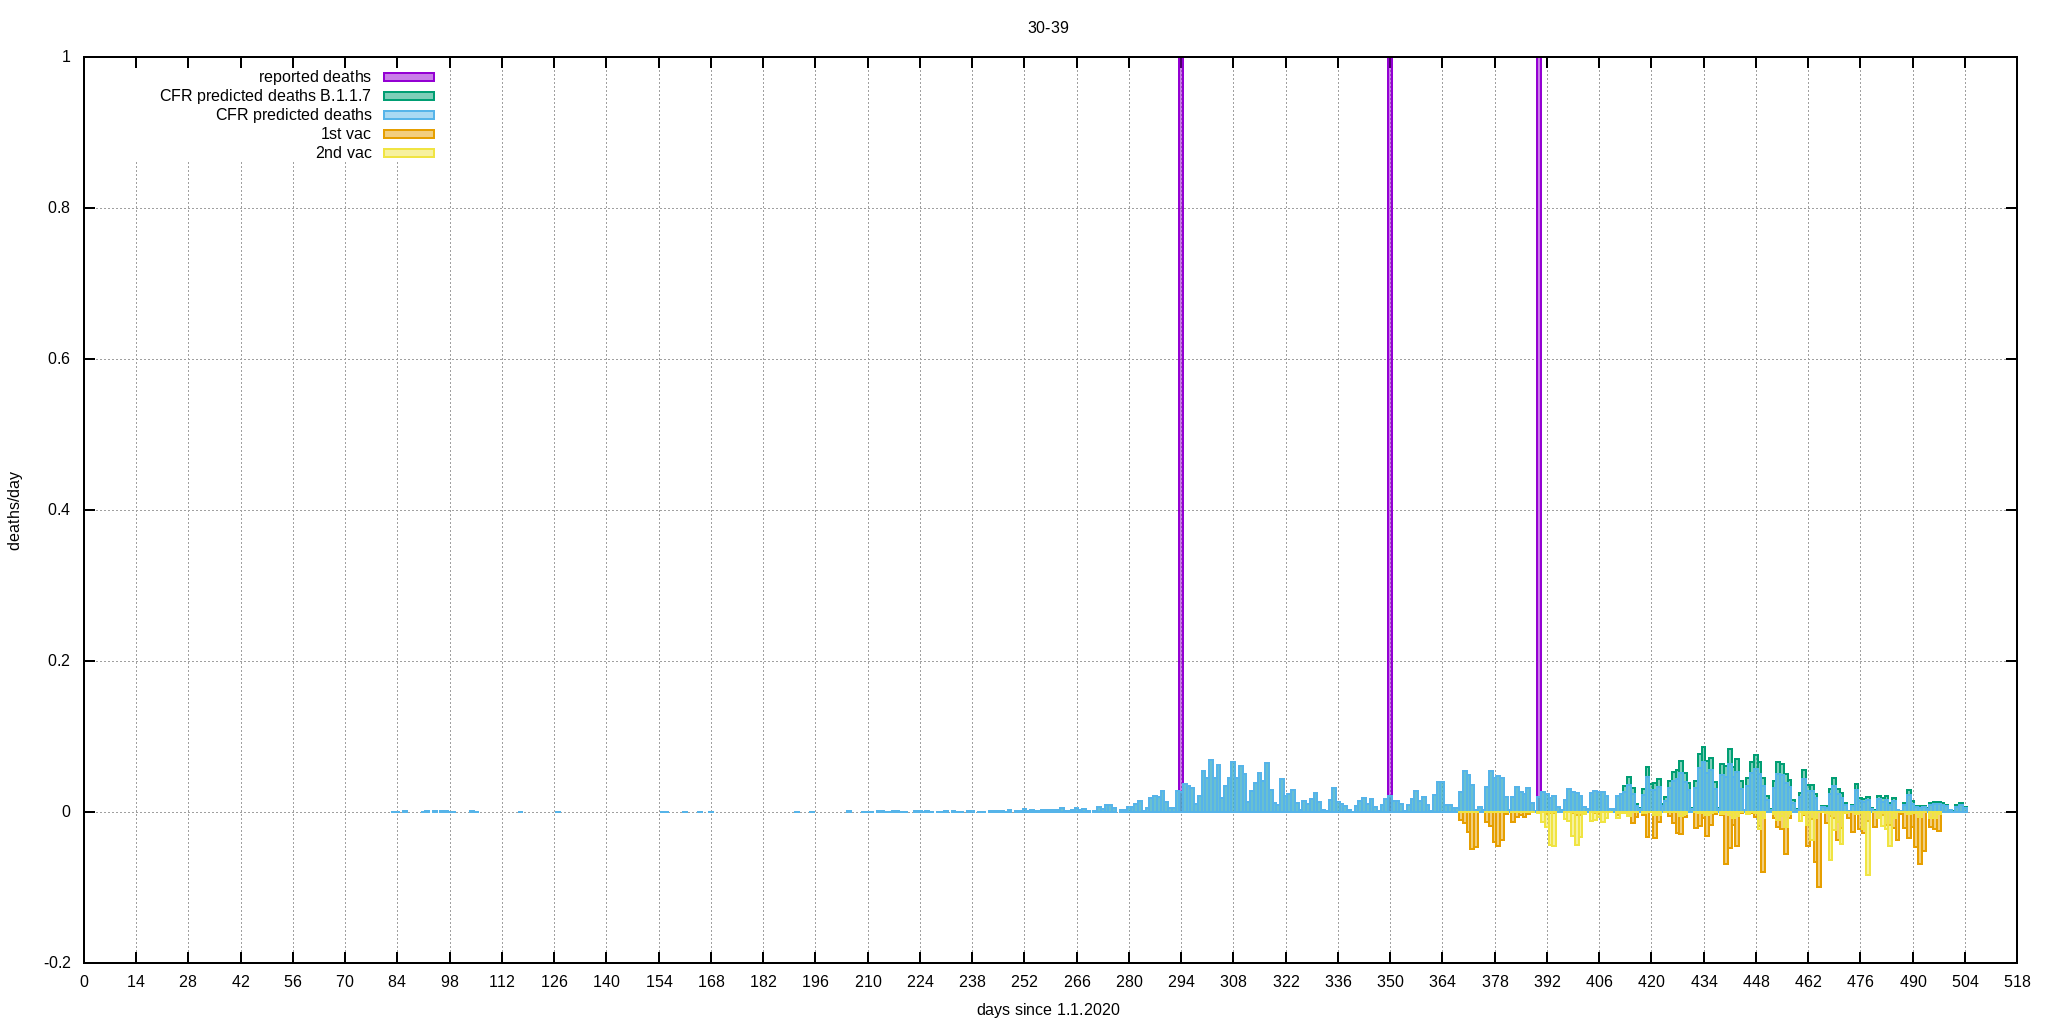 30-39
reported deaths
CFR predicted deaths B.1.1.7
CFR predicted deaths
1st vac
2nd vac
1
0.8
0.6
0.4
0.2
0
-0.2
deaths/day
0 14 28 42 56 70 84 98 112 126 140 154 168 182 196 210 224 238 252 266 280 294 308 322 336 350 364 378 392 406 420 434 448 462 476 490 504 518
days since 1.1.2020